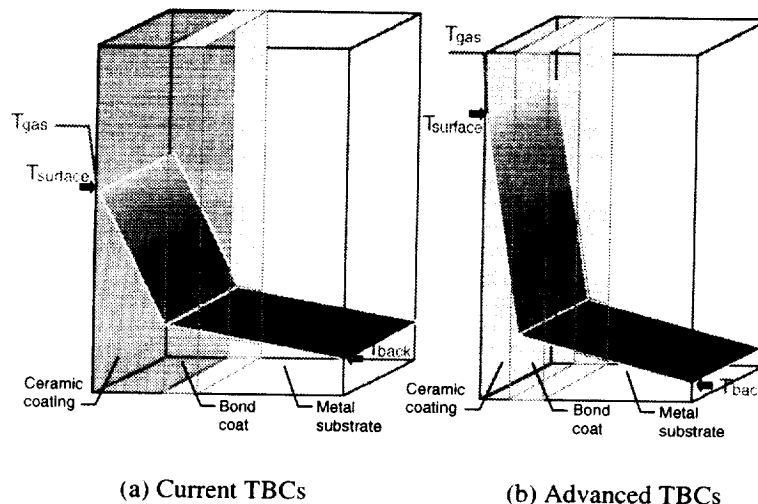 Tgas
Tsurface
Tback
Ceramic
coating
Bond
coat
Metal
substrate
(a) Current TBCs
Tgas
Tsurface
Tback
Ceramic
coating
Bond
coat
Metal
substrate
(b) Advanced TBCs